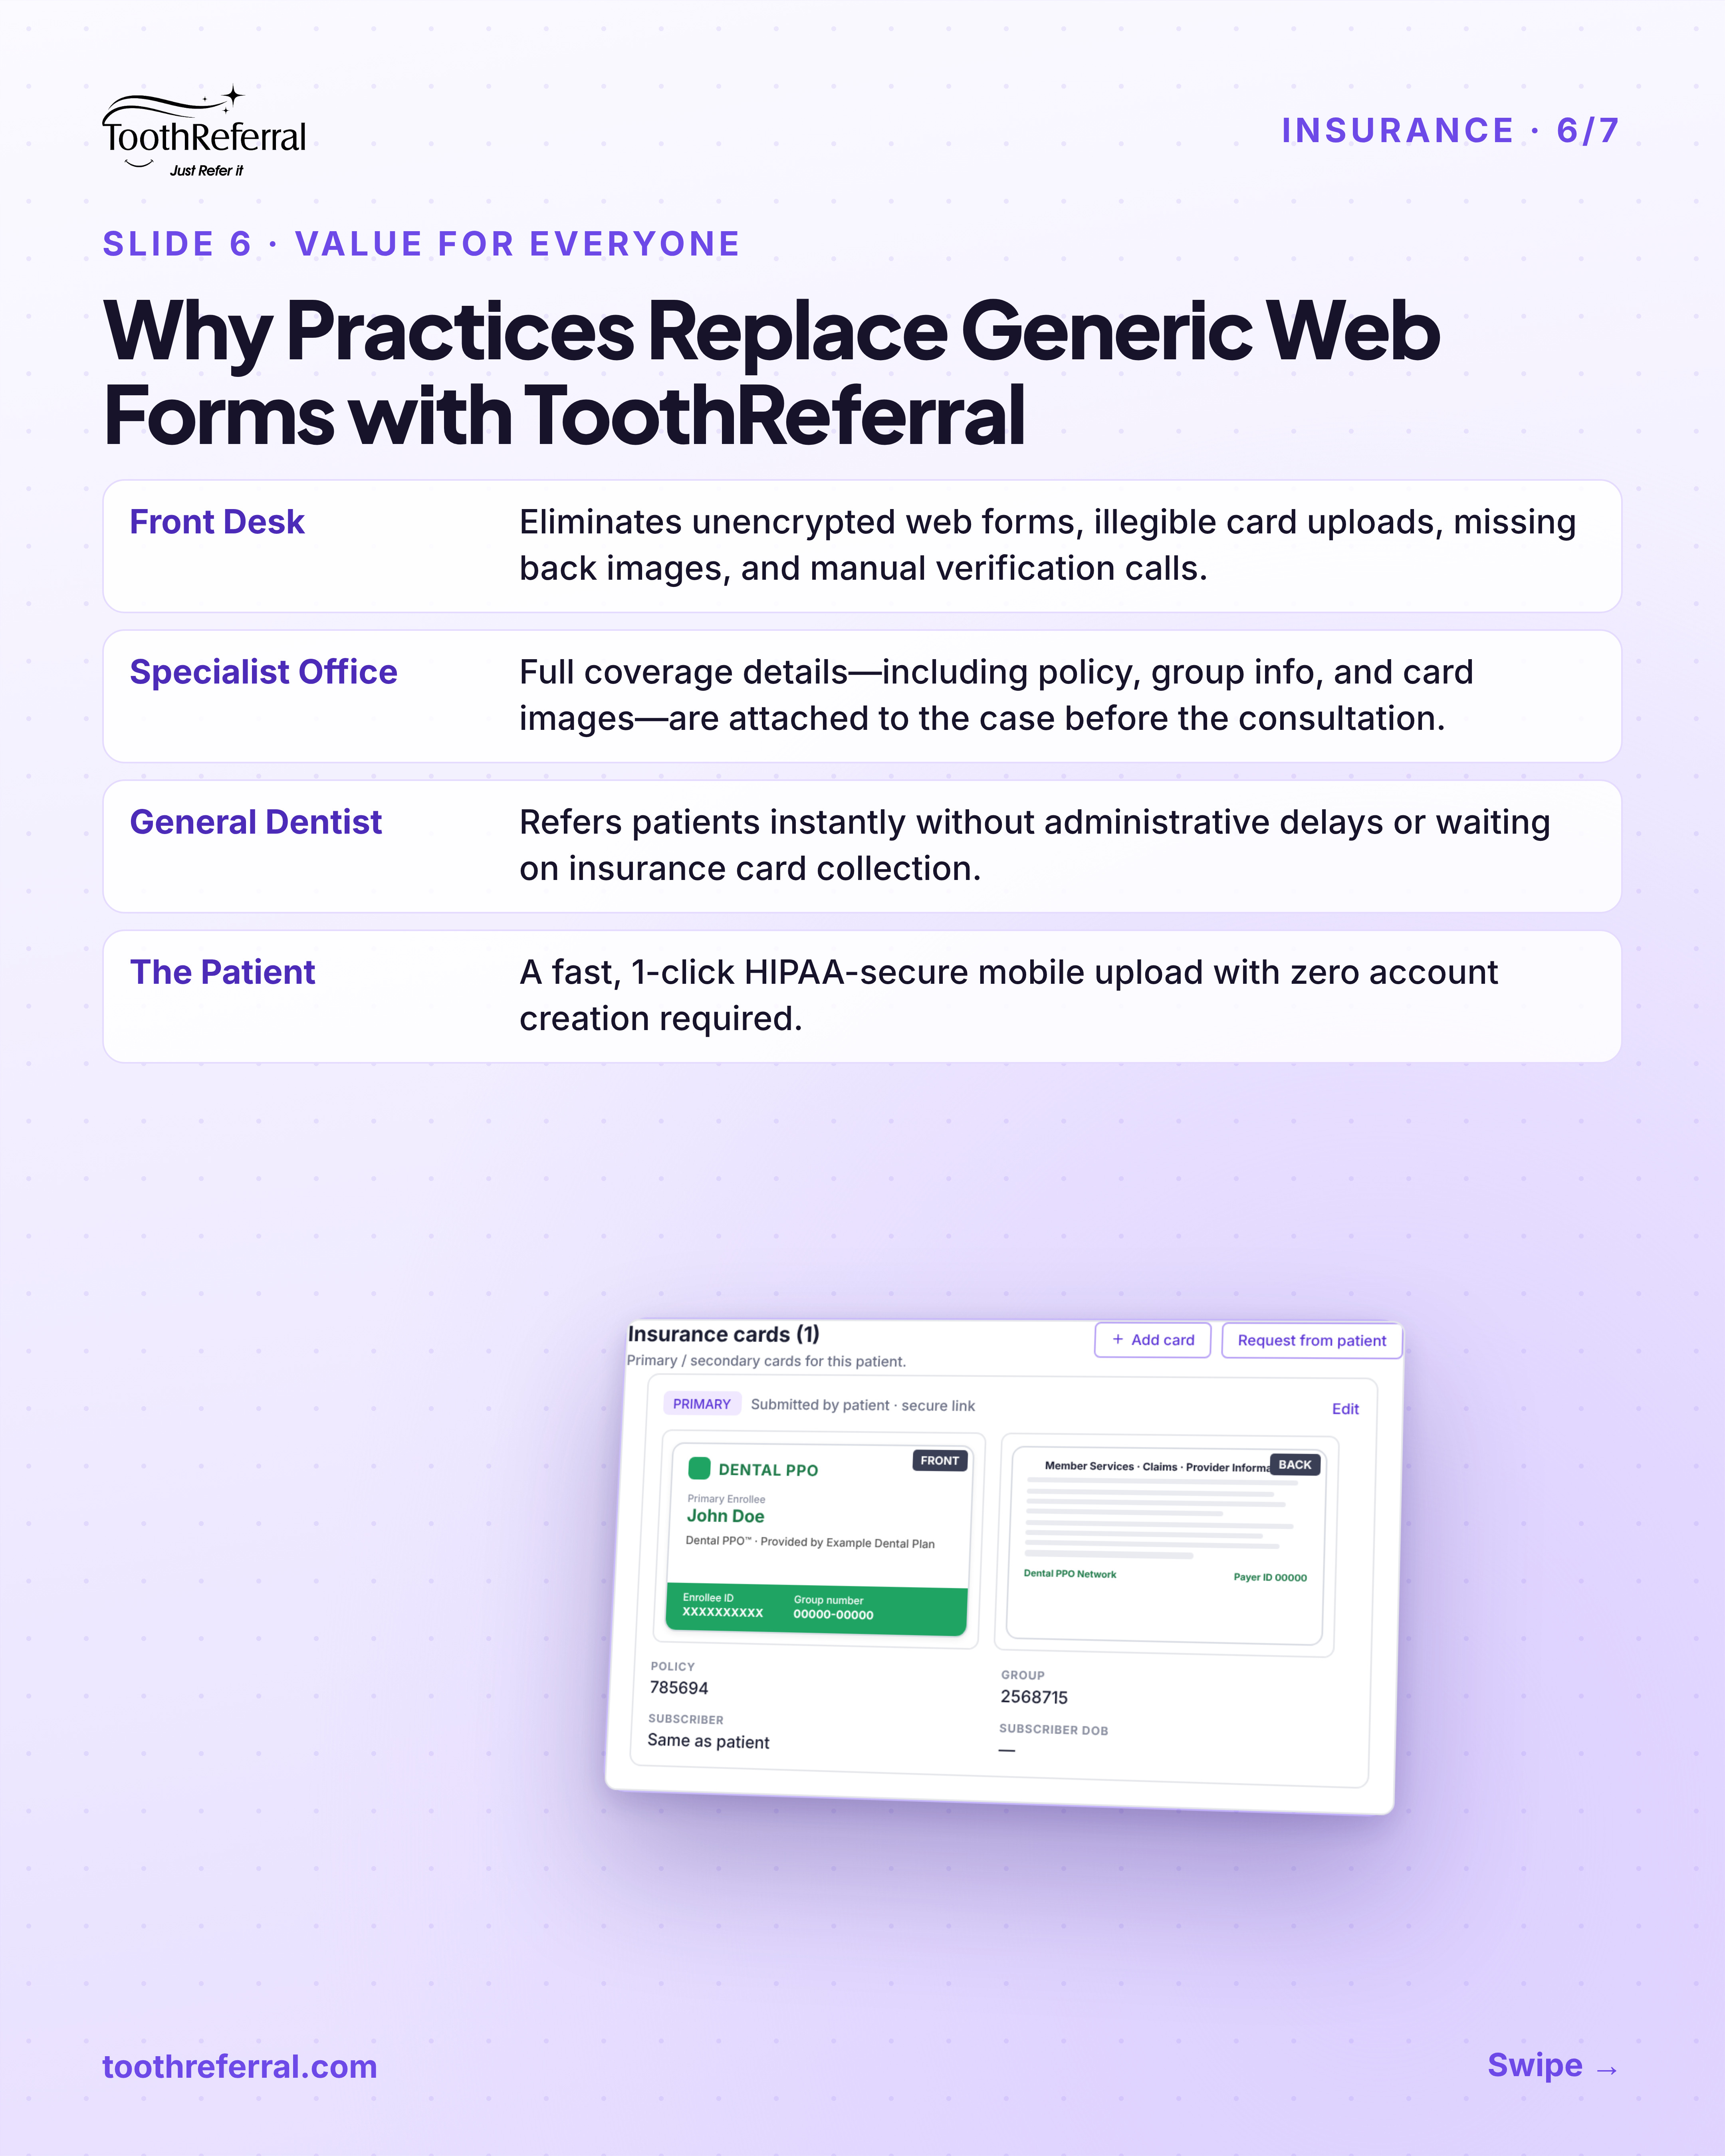 ToothReferral
Just Refer it
INSURANCE · 6/7
SLIDE 6 · VALUE FOR EVERYONE
Why Practices Replace Generic Web
Forms with ToothReferral
Front Desk
Eliminates unencrypted web forms, illegible card uploads, missing
back images, and manual verification calls.
Specialist Office
Full coverage details—including policy, group info, and card
images—are attached to the case before the consultation.
General Dentist
Refers patients instantly without administrative delays or waiting
on insurance card collection.
The Patient
A fast, 1-click HIPAA-secure mobile upload with zero account
creation required.
Insurance cards (1)
+ Add card
Request from patient
Primary / secondary cards for this patient.
PRIMARY
Submitted by patient · secure link
Edit
DENTAL PPO
FRONT
Primary Enrollee
John Doe
Dental PPO™ · Provided by Example Dental Plan
Enrollee ID
Group number
XXXXXXXXXX
00000-00000
Member Services · Claims · Provider Informa
BACK
Dental PPO Network
Payer ID 00000
POLICY
785694
GROUP
2568715
SUBSCRIBER
Same as patient
SUBSCRIBER DOB
—
toothreferral.com
Swipe →